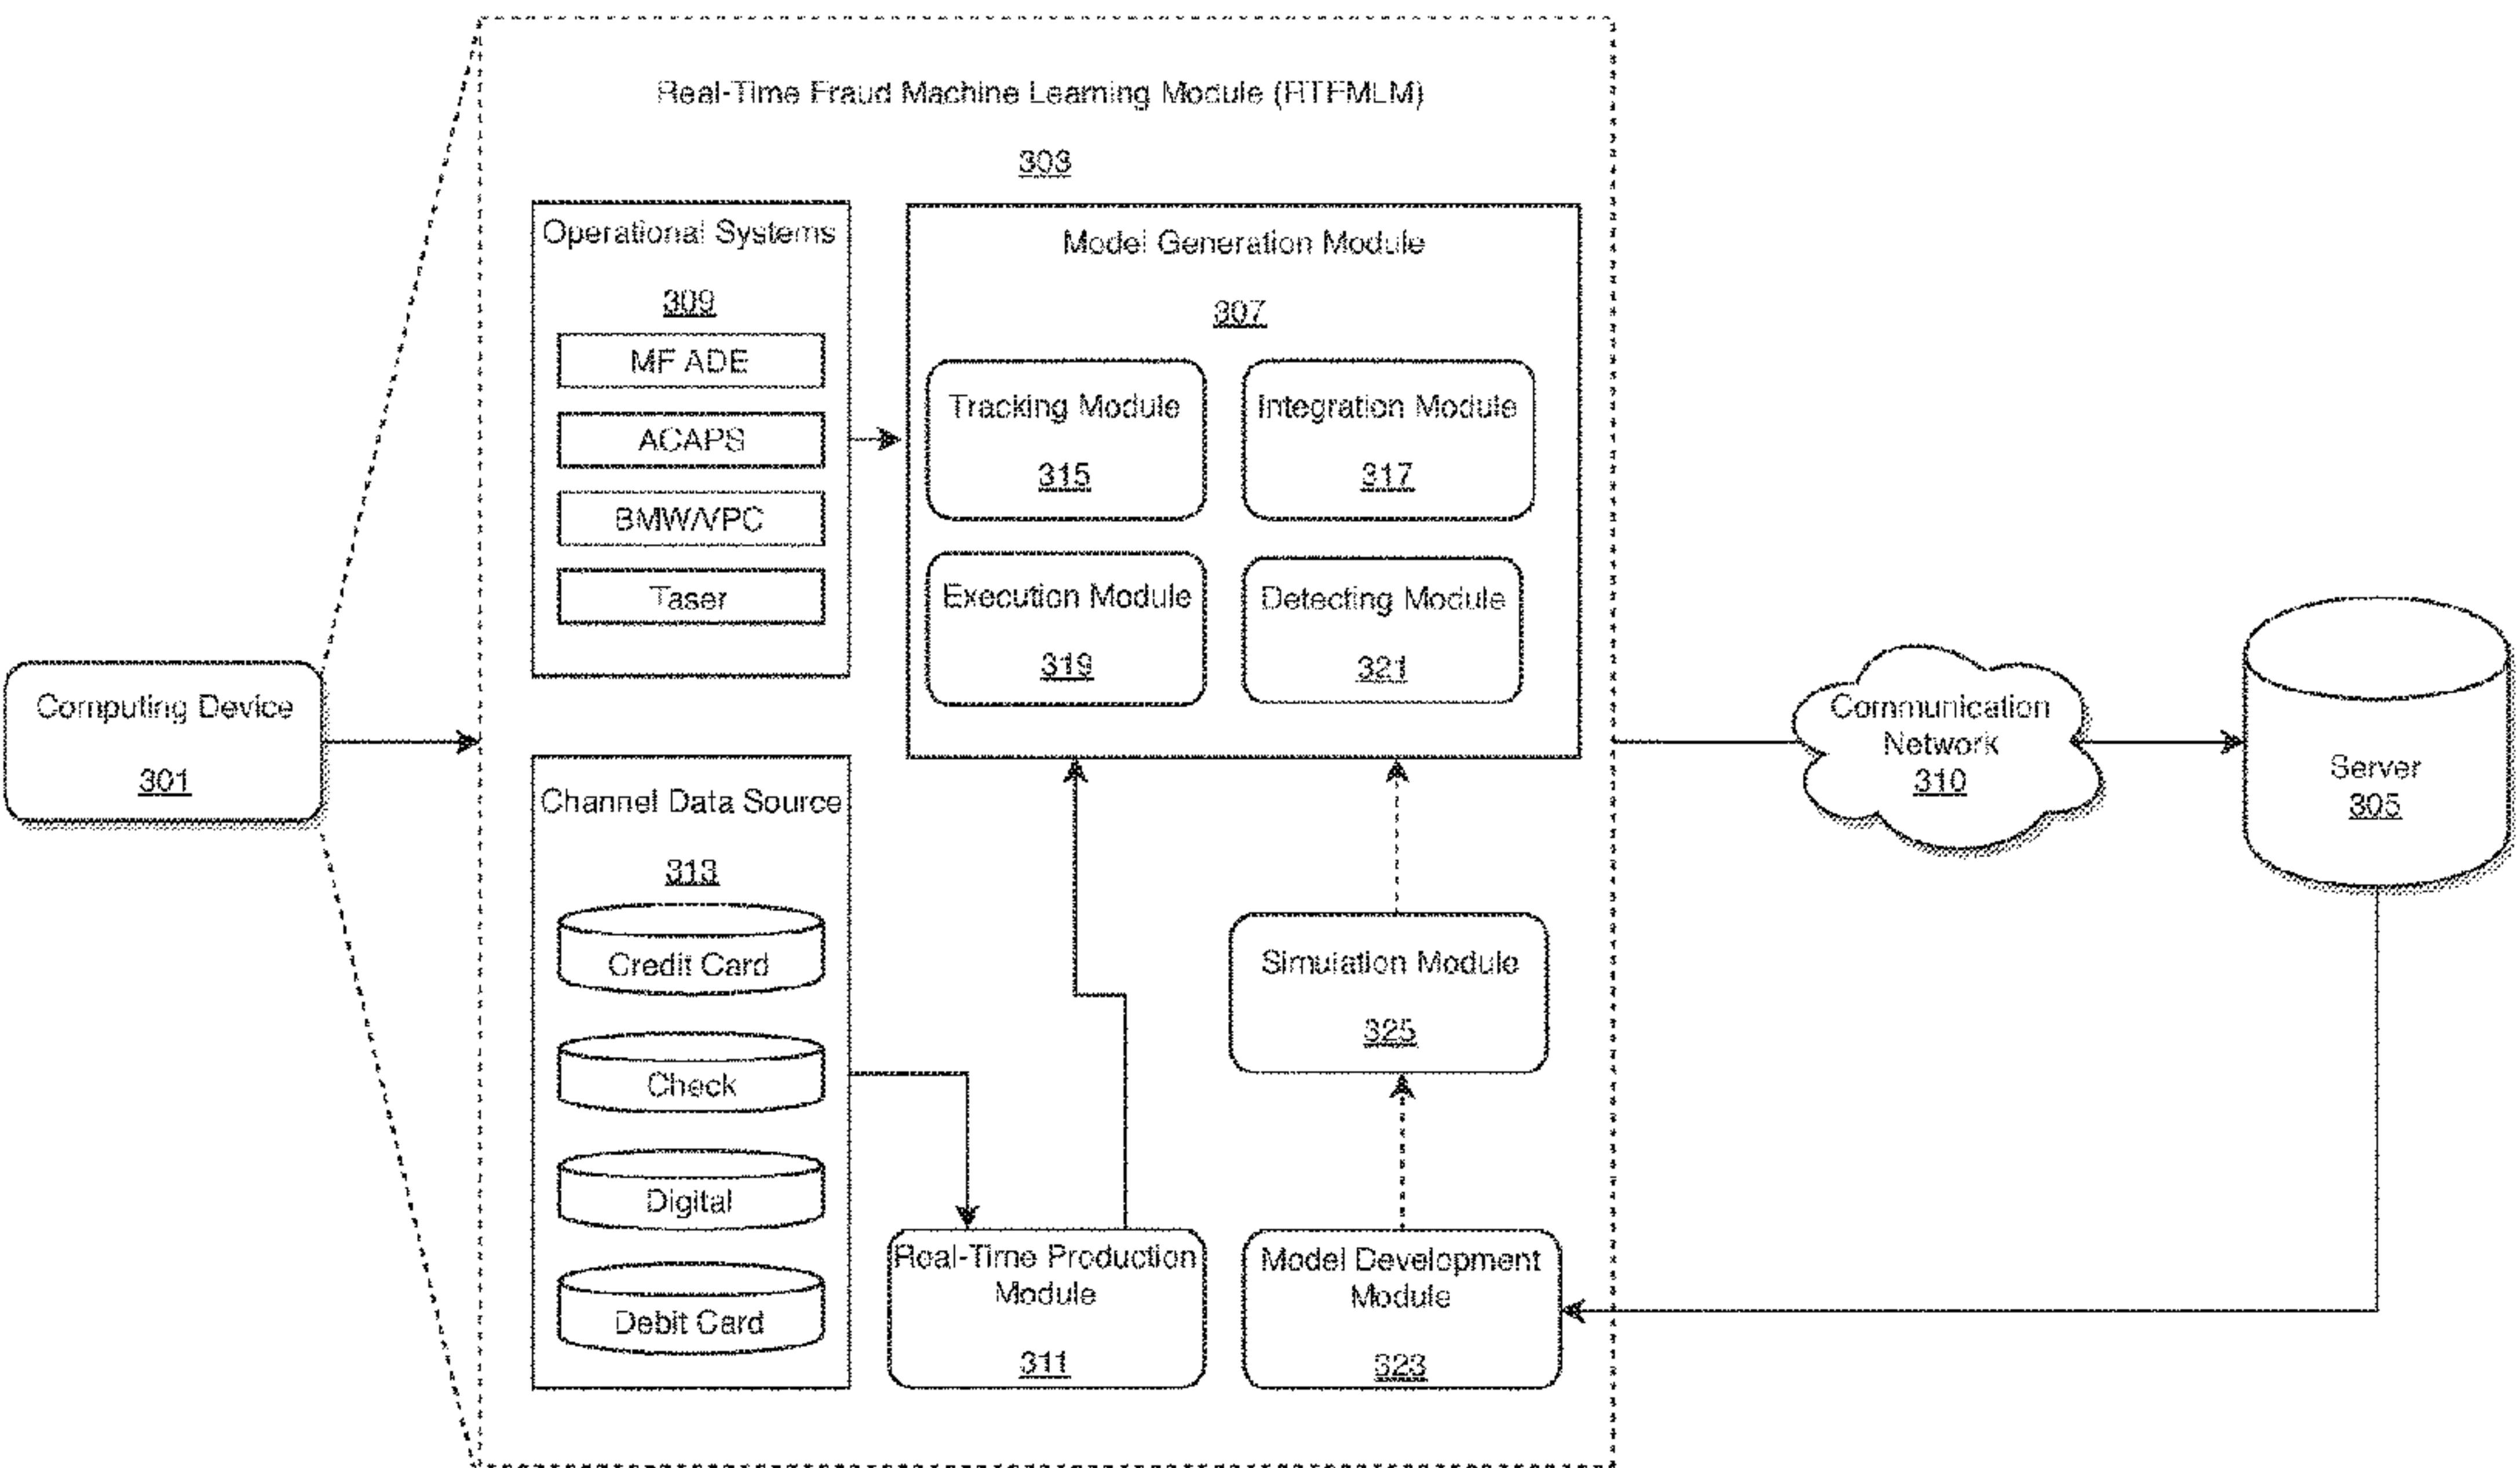 Real-Time Fraud Machine Learning Module (RTFMLM)
303
Operational Systems
309
MF ADE
ACAPS
BMW/VPC
Taser
Model Generation Module
307
Tracking Module
315
Integration Module
317
Execution Module
319
Detecting Module
321
Computing Device
301
Channel Data Source
313
Credit Card
Check
Digital
Debit Card
Real-Time Production
Module
311
Simulation Module
325
Model Development
Module
323
Communication
Network
310
Server
305